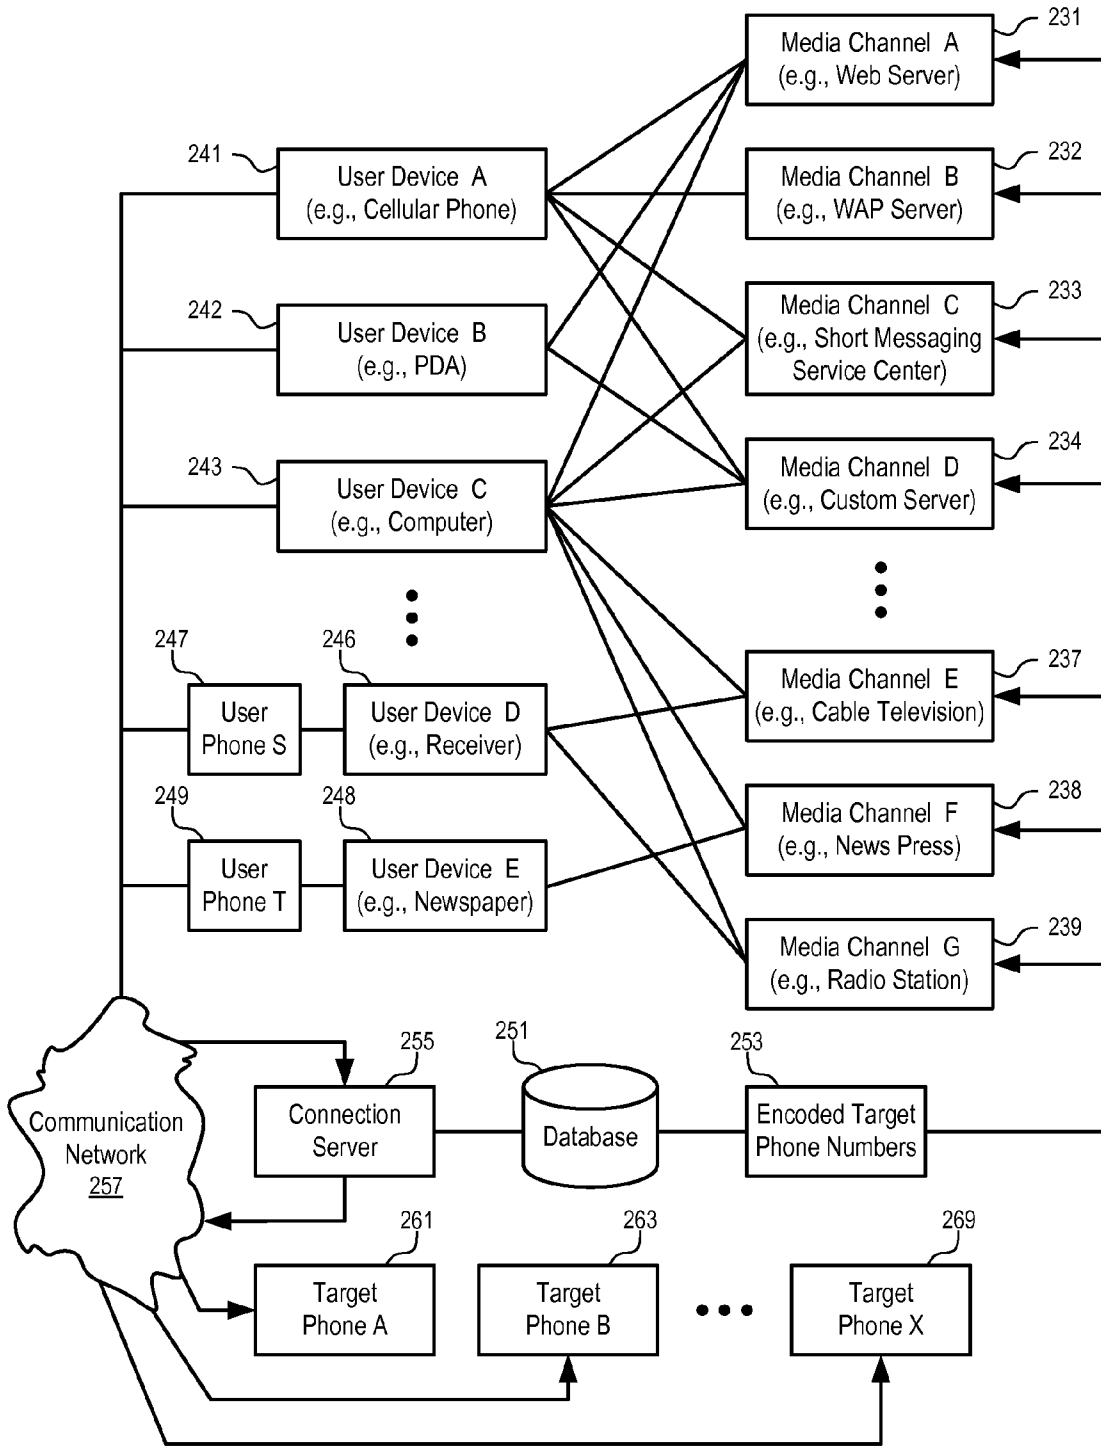 231
Media Channel A
(e.g., Web Server)
241
User Device A
(e.g., Cellular Phone)
232
Media Channel B
(e.g., WAP Server)
242
User Device B
(e.g., PDA)
233
Media Channel C
(e.g., Short Messaging
Service Center)
243
User Device C
(e.g., Computer)
234
Media Channel D
(e.g., Custom Server)
247
User
Phone S
246
User Device D
(e.g., Receiver)
237
Media Channel E
(e.g., Cable Television)
249
User
Phone T
248
User Device E
(e.g., Newspaper)
238
Media Channel F
(e.g., News Press)
239
Media Channel G
(e.g., Radio Station)
Communication
Network
257
255
Connection
Server
251
Database
253
Encoded Target
Phone Numbers
261
Target
Phone A
263
Target
Phone B
269
Target
Phone X